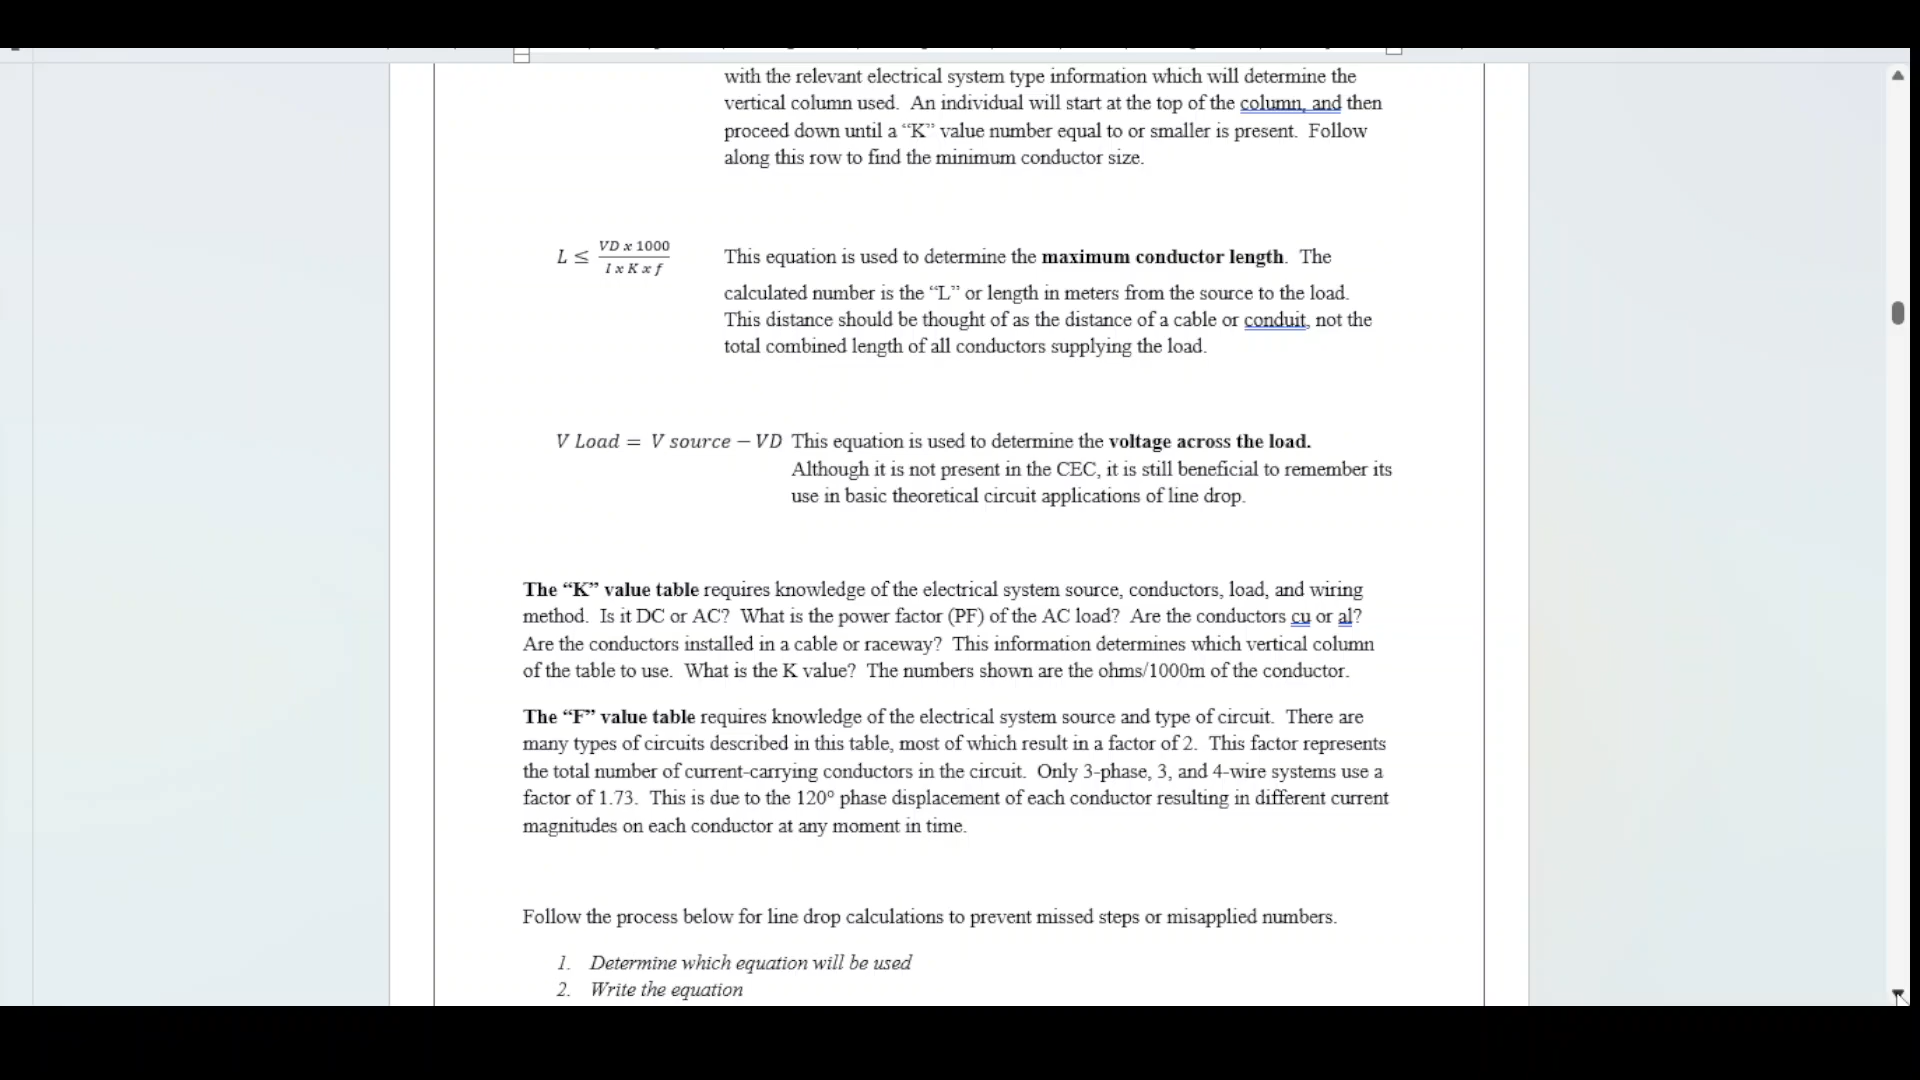 with the relevant electrical system type information which will determine the
vertical column used.  An individual will start at the top of the column, and then
proceed down until a “K” value number equal to or smaller is present.  Follow
along this row to find the minimum conductor size.
L ≤ VD x 1000 / I x K x f
This equation is used to determine the maximum conductor length.  The
calculated number is the “L” or length in meters from the source to the load.
This distance should be thought of as the distance of a cable or conduit, not the
total combined length of all conductors supplying the load.
V Load = V source − VD This equation is used to determine the voltage across the load.
Although it is not present in the CEC, it is still beneficial to remember its
use in basic theoretical circuit applications of line drop.
The “K” value table requires knowledge of the electrical system source, conductors, load, and wiring
method.  Is it DC or AC?  What is the power factor (PF) of the AC load?  Are the conductors cu or al?
Are the conductors installed in a cable or raceway?  This information determines which vertical column
of the table to use.  What is the K value?  The numbers shown are the ohms/1000m of the conductor.
The “F” value table requires knowledge of the electrical system source and type of circuit.  There are
many types of circuits described in this table, most of which result in a factor of 2.  This factor represents
the total number of current-carrying conductors in the circuit.  Only 3-phase, 3, and 4-wire systems use a
factor of 1.73.  This is due to the 120° phase displacement of each conductor resulting in different current
magnitudes on each conductor at any moment in time.
Follow the process below for line drop calculations to prevent missed steps or misapplied numbers.
1. Determine which equation will be used
2. Write the equation